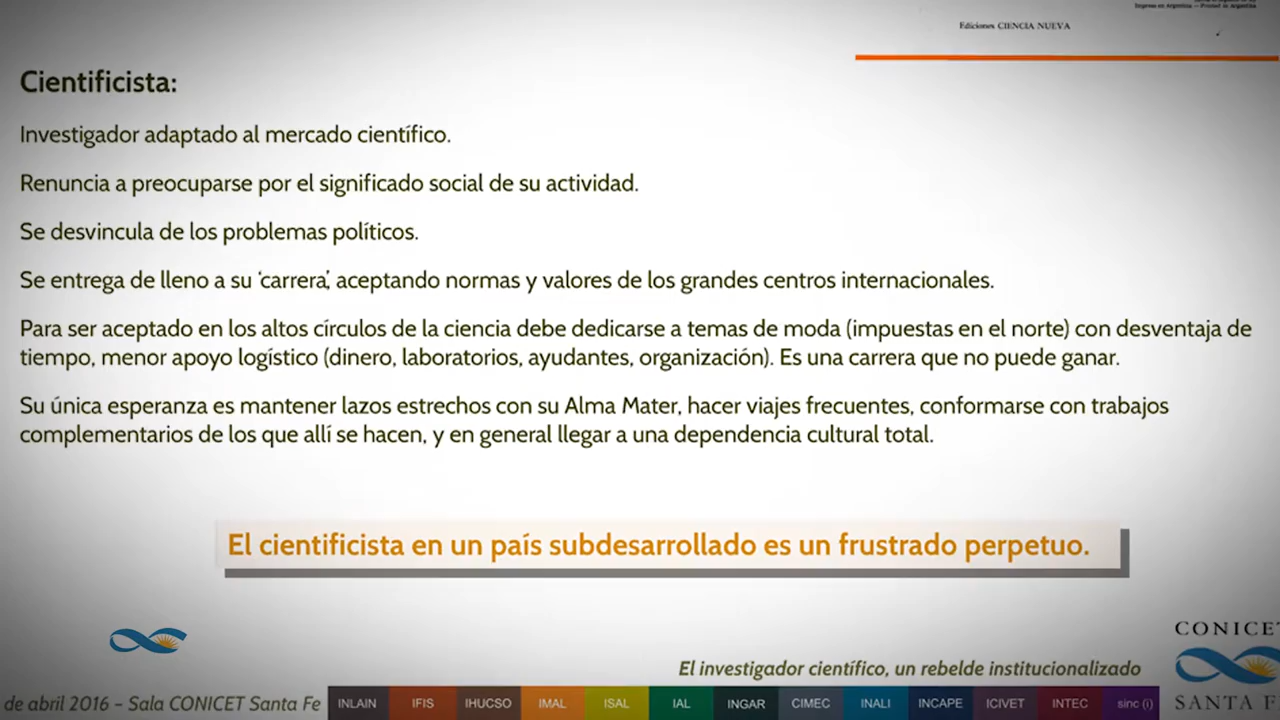 Impreso en Argentina — Printed in Argentina
Ediciones CIENCIA NUEVA
Cientificista:
Investigador adaptado al mercado científico.
Renuncia a preocuparse por el significado social de su actividad.
Se desvincula de los problemas políticos.
Se entrega de lleno a su ‘carrera’, aceptando normas y valores de los grandes centros internacionales.
Para ser aceptado en los altos círculos de la ciencia debe dedicarse a temas de moda (impuestas en el norte) con desventaja de
tiempo, menor apoyo logístico (dinero, laboratorios, ayudantes, organización). Es una carrera que no puede ganar.
Su única esperanza es mantener lazos estrechos con su Alma Mater, hacer viajes frecuentes, conformarse con trabajos
complementarios de los que allí se hacen, y en general llegar a una dependencia cultural total.
El cientificista en un país subdesarrollado es un frustrado perpetuo.
CONICET
El investigador científico, un rebelde institucionalizado
de abril 2016 – Sala CONICET Santa Fe
INLAIN IFIS IHUCSO IMAL ISAL IAL INGAR CIMEC INALI INCAPE ICIVET INTEC sinc (i)
SANTA F